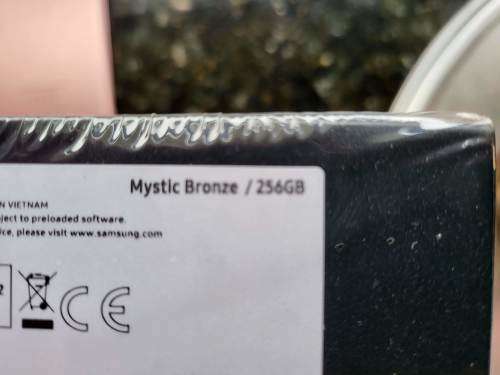 Mystic Bronze / 256GB
N VIETNAM
ject to preloaded software.
ice, please visit www.samsung.com
CE